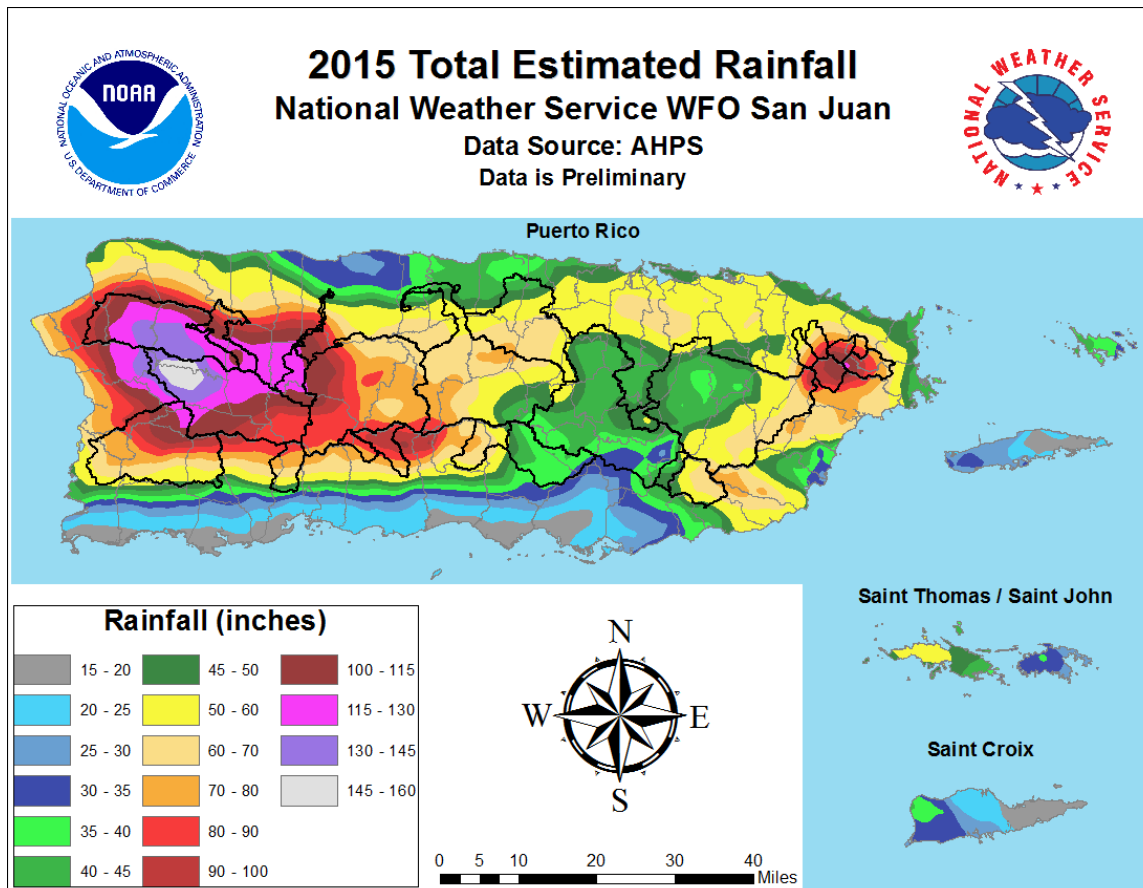 2015 Total Estimated Rainfall
National Weather Service WFO San Juan
Data Source: AHPS
Data is Preliminary
NATIONAL OCEANIC AND ATMOSPHERIC ADMINISTRATION
NOAA
U.S. DEPARTMENT OF COMMERCE
NATIONAL WEATHER SERVICE
Puerto Rico
Saint Thomas / Saint John
Saint Croix
Rainfall (inches)
15 - 20
20 - 25
25 - 30
30 - 35
35 - 40
40 - 45
45 - 50
50 - 60
60 - 70
70 - 80
80 - 90
90 - 100
100 - 115
115 - 130
130 - 145
145 - 160
N
W E
S
0 5 10 20 30 40
Miles